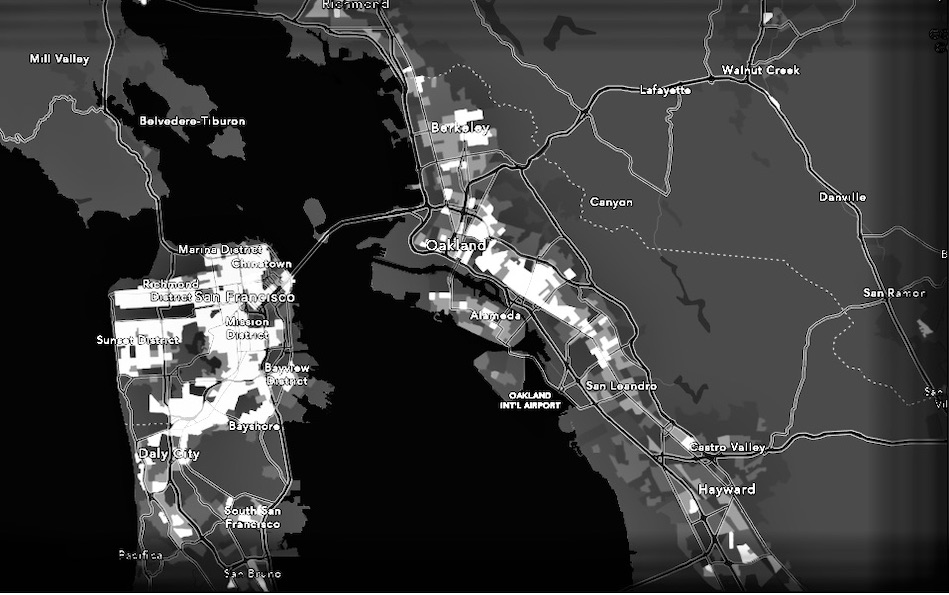 Richmond
Mill Valley
Walnut Creek
Lafayette
Belvedere-Tiburon
Berkeley
Danville
Canyon
Oakland
Marina District
Chinatown
Richmond
District
San Francisco
San Ramon
Alameda
Mission
District
Sunset District
Bayview
District
San Leandro
OAKLAND
INT'L AIRPORT
Bayshore
Castro Valley
Daly City
Hayward
South San
Francisco
Pacifica
San Bruno